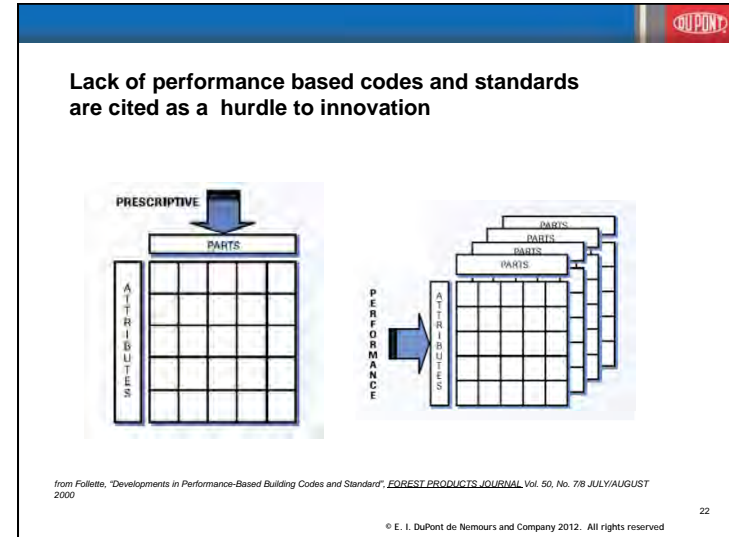 DUPONT
Lack of performance based codes and standards
are cited as a hurdle to innovation
PRESCRIPTIVE
PARTS
ATTRIBUTES
PARTS
PARTS
PARTS
PARTS
PERFORMANCE
ATTRIBUTES
from Follette, "Developments in Performance-Based Building Codes and Standard", FOREST PRODUCTS JOURNAL Vol. 50, No. 7/8 JULY/AUGUST
2000
22
© E. I. DuPont de Nemours and Company 2012. All rights reserved